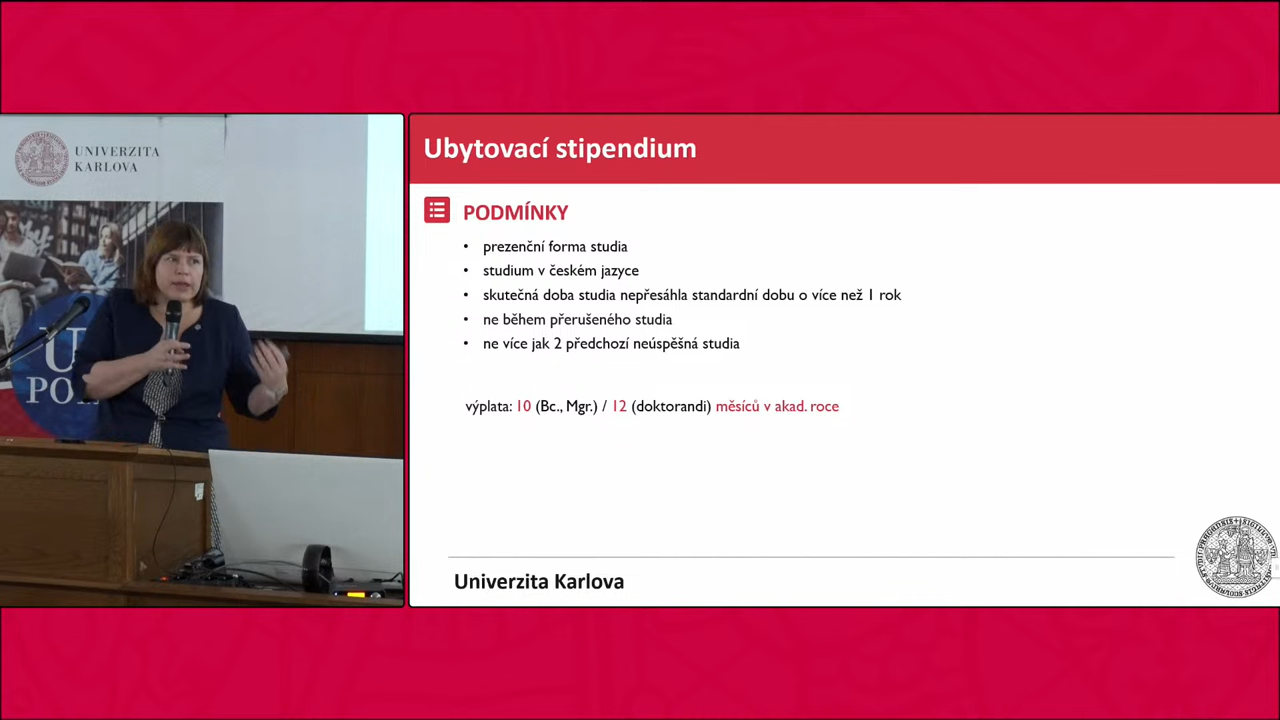 UNIVERZITA
KARLOVA
Ubytovací stipendium
PODMÍNKY
• prezenční forma studia
• studium v českém jazyce
• skutečná doba studia nepřesáhla standardní dobu o více než 1 rok
• ne během přerušeného studia
• ne více jak 2 předchozí neúspěšná studia
výplata: 10 (Bc., Mgr.) / 12 (doktorandi) měsíců v akad. roce
Univerzita Karlova